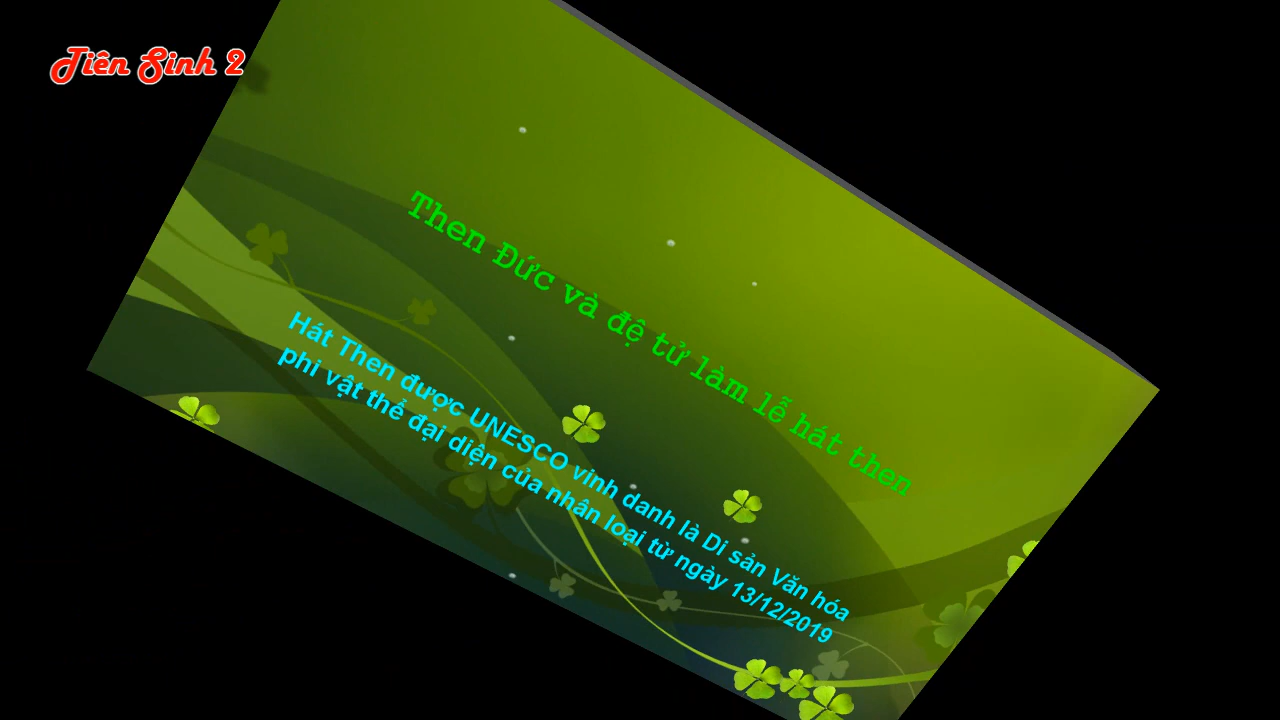 Tiên Sinh 2
Then Đức và đệ tử làm lễ hát then
Hát Then được UNESCO vinh danh là Di sản Văn hóa
phi vật thể đại diện của nhân loại từ ngày 13/12/2019